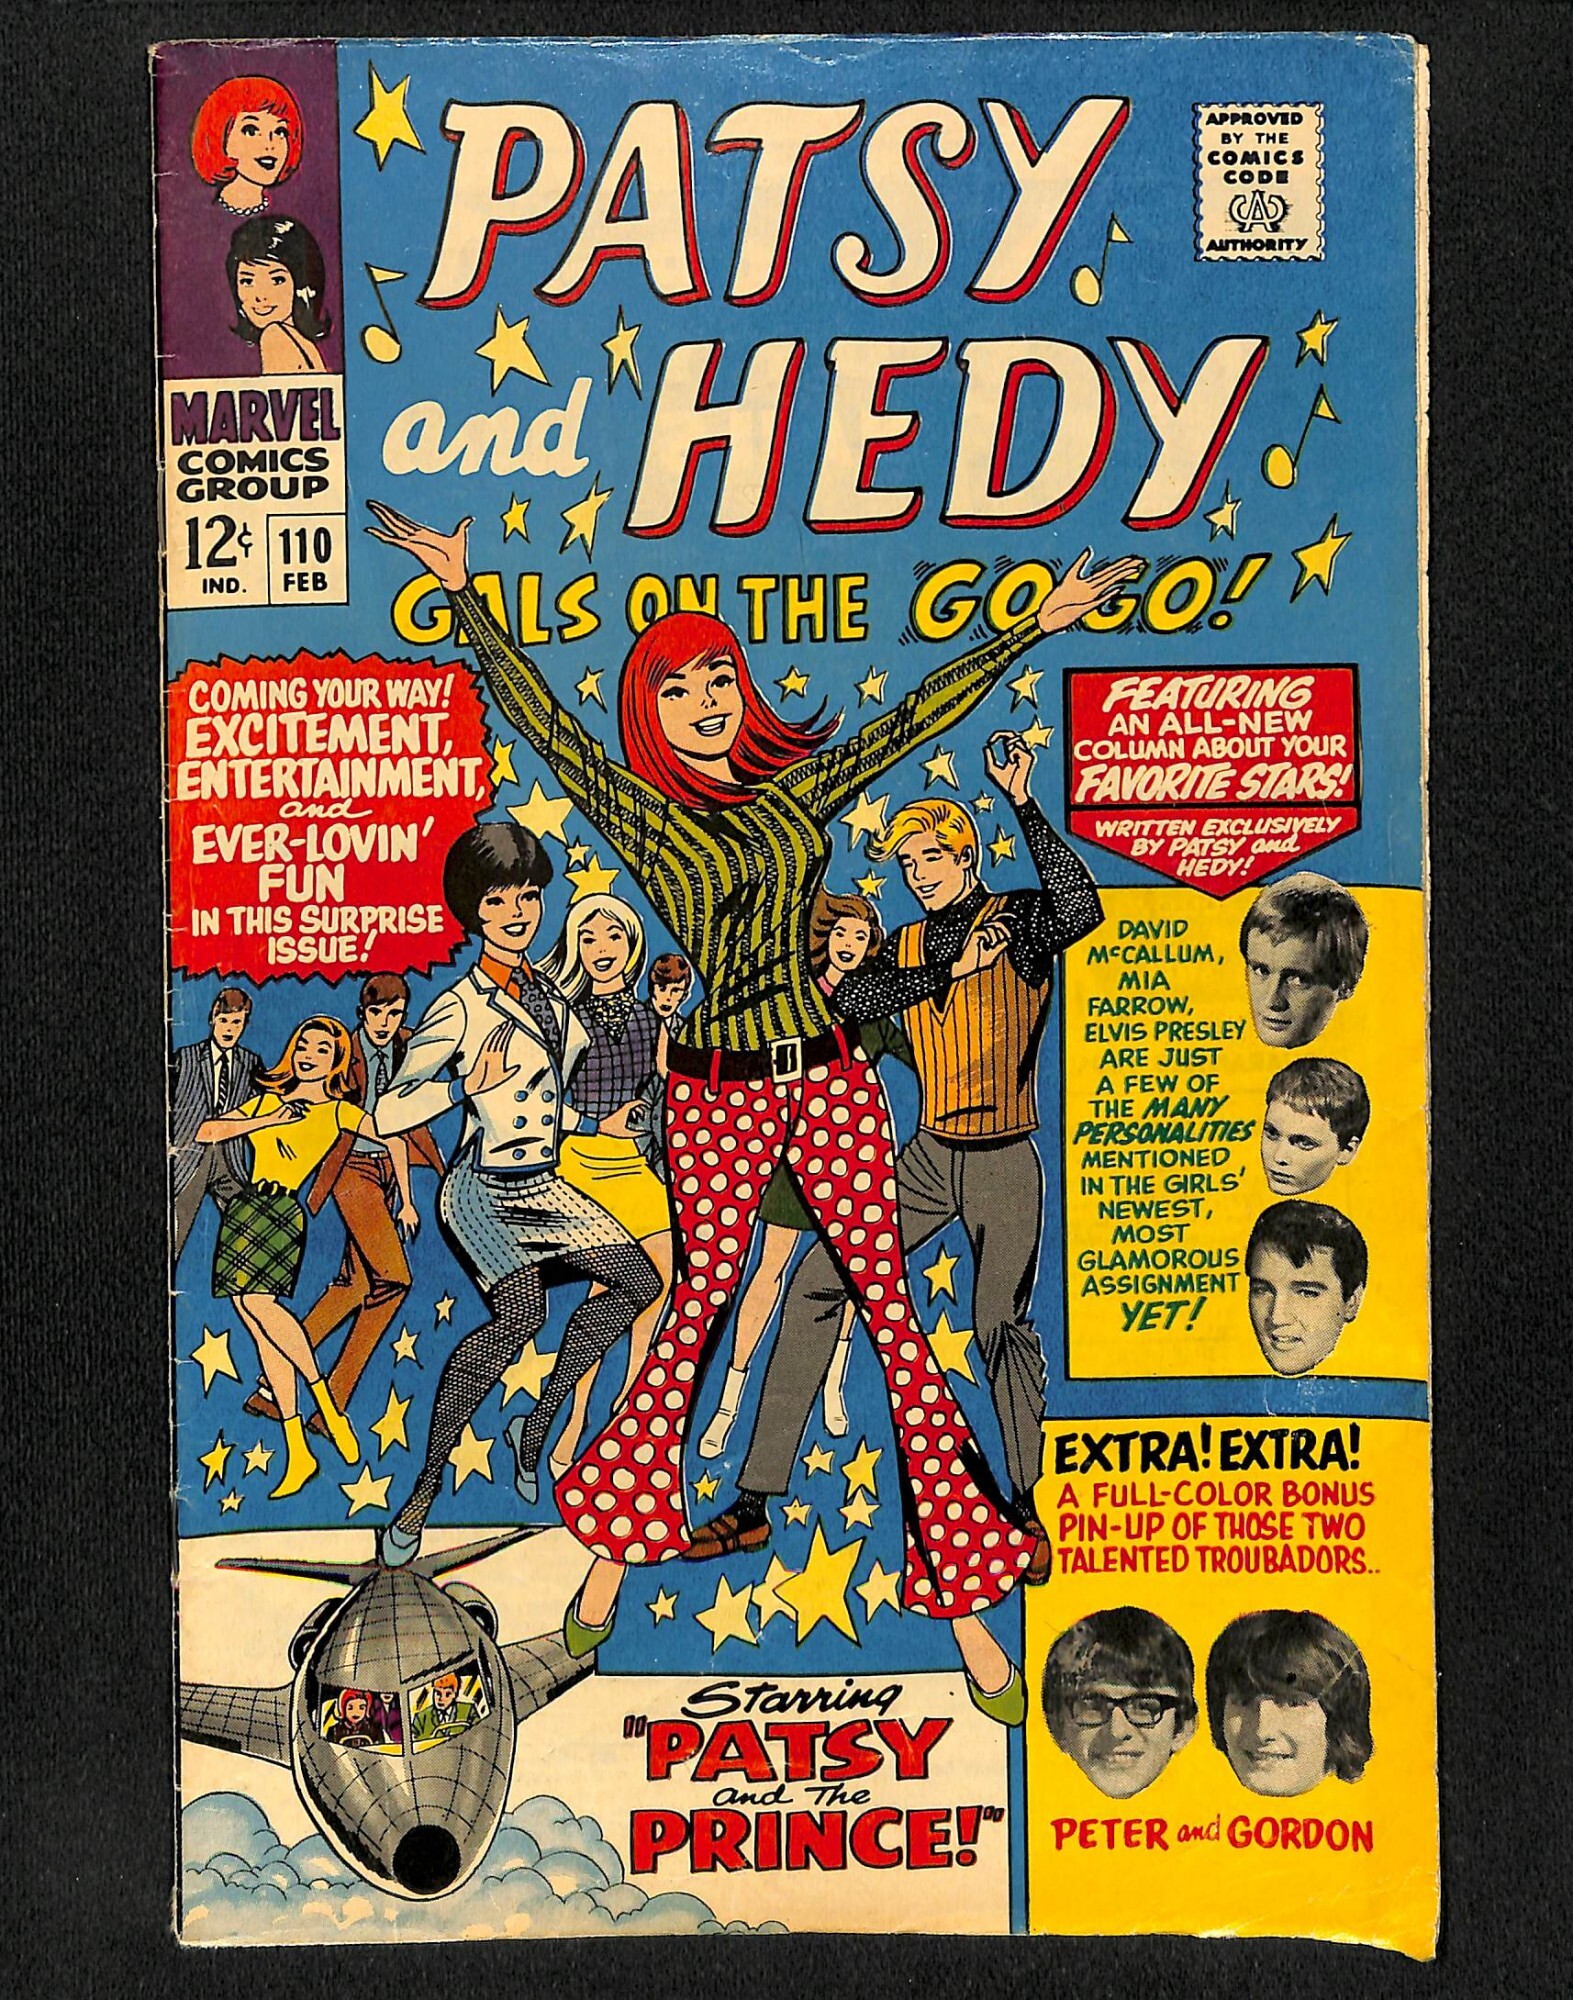 PATSY
and HEDY
GALS ON THE GO-GO!
APPROVED
BY THE
COMICS
CODE
CA
AUTHORITY
MARVEL
COMICS
GROUP
12¢
IND.
110
FEB
COMING YOUR WAY!
EXCITEMENT,
ENTERTAINMENT,
and
EVER-LOVIN'
FUN
IN THIS SURPRISE
ISSUE!
FEATURING
AN ALL-NEW
COLUMN ABOUT YOUR
FAVORITE STARS!
WRITTEN EXCLUSIVELY
BY PATSY and
HEDY!
DAVID
McCALLUM,
MIA
FARROW,
ELVIS PRESLEY
ARE JUST
A FEW OF
THE MANY
PERSONALITIES
MENTIONED
IN THE GIRLS'
NEWEST,
MOST
GLAMOROUS
ASSIGNMENT
YET!
EXTRA! EXTRA!
A FULL-COLOR BONUS
PIN-UP OF THOSE TWO
TALENTED TROUBADORS..
PETER and GORDON
Starring
"PATSY
and The
PRINCE!"